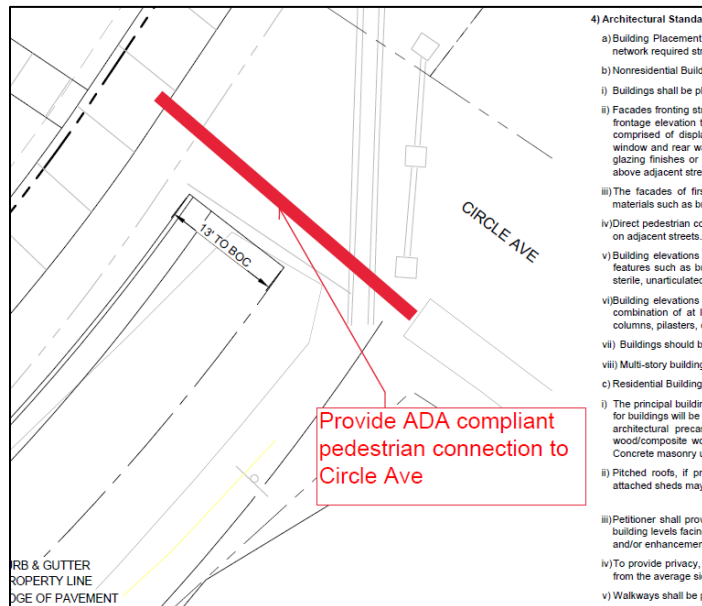 CIRCLE AVE
13' TO BOC
Provide ADA compliant
pedestrian connection to
Circle Ave
URB & GUTTER
ROPERTY LINE
DGE OF PAVEMENT
4) Architectural Standa
a) Building Placement
network required str
b) Nonresidential Build
i) Buildings shall be pl
ii) Facades fronting str
frontage elevation t
comprised of displa
window and rear wa
glazing finishes or
above adjacent stre
iii) The facades of firs
materials such as br
iv) Direct pedestrian co
on adjacent streets.
v) Building elevations
features such as bu
sterile, unarticulated
vi) Building elevations
combination of at l
columns, pilasters,
vii) Buildings should b
viii) Multi-story building
c) Residential Building
i) The principal buildin
for buildings will be
architectural precas
wood/composite wo
Concrete masonry u
ii) Pitched roofs, if pr
attached sheds may
iii) Petitioner shall prov
building levels facin
and/or enhancemen
iv) To provide privacy,
from the average si
v) Walkways shall be p